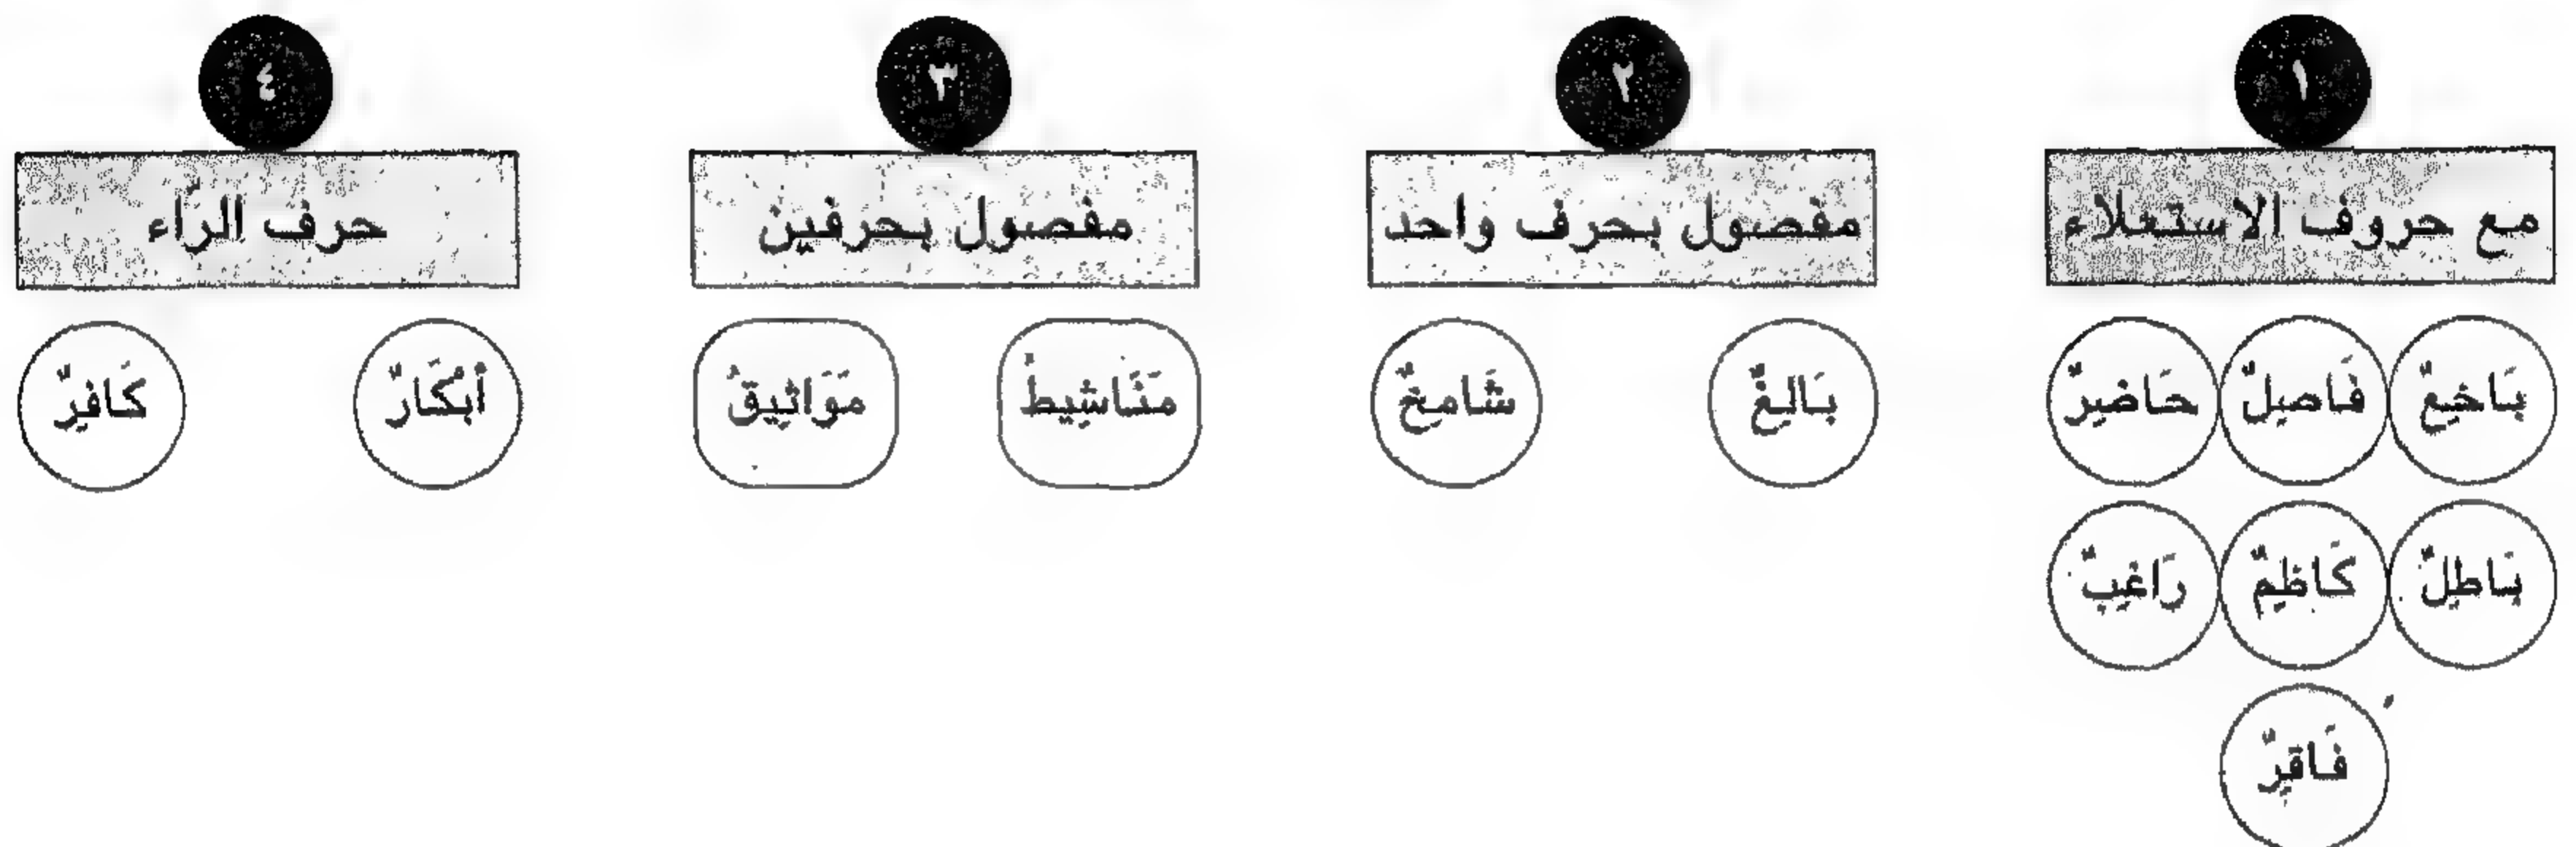 ١
مع حروف الاستعلاء
بَاخِعٌ
فَاصِلٌ
حَاضِرٌ
بَاطِلٌ
كَاظِمٌ
رَاغِبٌ
فَاقِرٌ
٢
مفصول بحرف واحد
بَالِغٌ
شَامِخٌ
٣
مفصول بحرفين
مَنَاشِيطُ
مَوَاثِيقُ
٤
حرف الرّاء
أَبْكَارٌ
كَافِرٌ